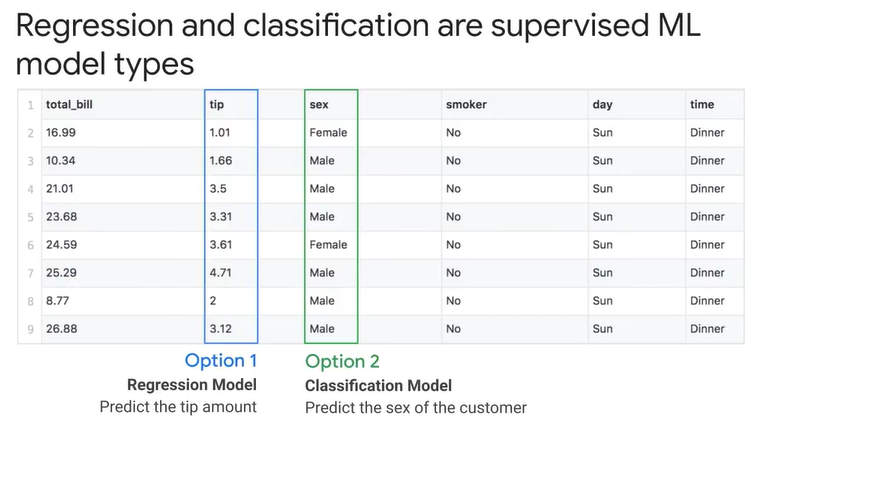 Regression and classification are supervised ML
model types
1 total_bill tip sex smoker day time
2 16.99 1.01 Female No Sun Dinner
3 10.34 1.66 Male No Sun Dinner
4 21.01 3.5 Male No Sun Dinner
5 23.68 3.31 Male No Sun Dinner
6 24.59 3.61 Female No Sun Dinner
7 25.29 4.71 Male No Sun Dinner
8 8.77 2 Male No Sun Dinner
9 26.88 3.12 Male No Sun Dinner
Option 1
Regression Model
Predict the tip amount
Option 2
Classification Model
Predict the sex of the customer